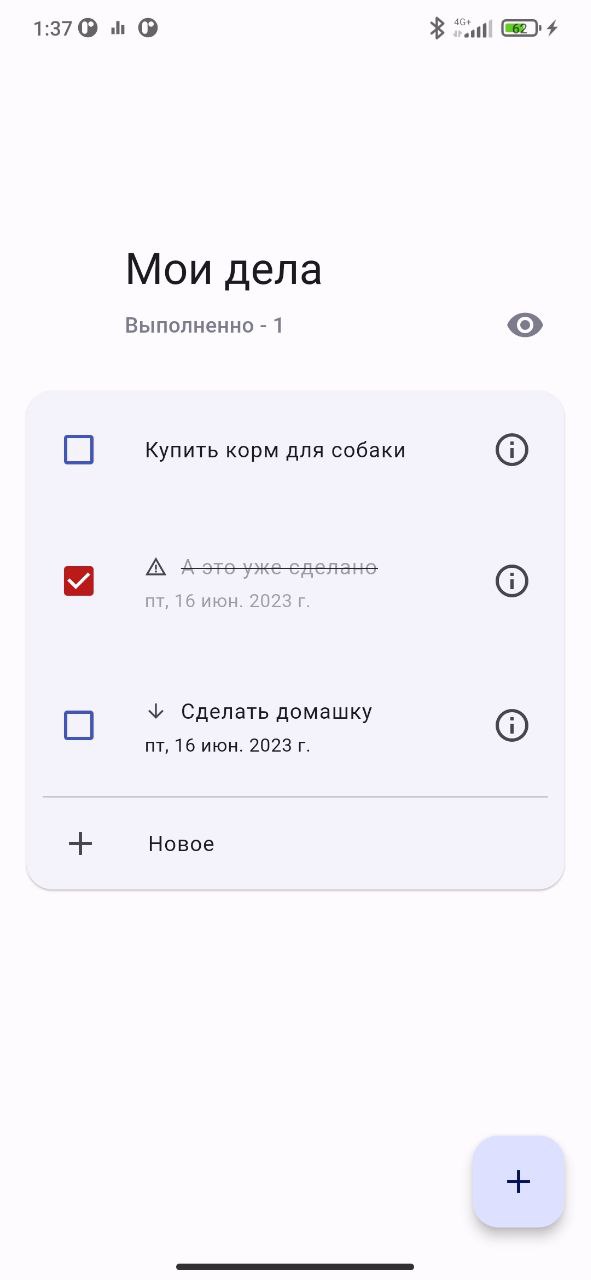 1:37
4G+
62
Мои дела
Выполненно - 1
Купить корм для собаки
А это уже сделано
пт, 16 июн. 2023 г.
Сделать домашку
пт, 16 июн. 2023 г.
Новое